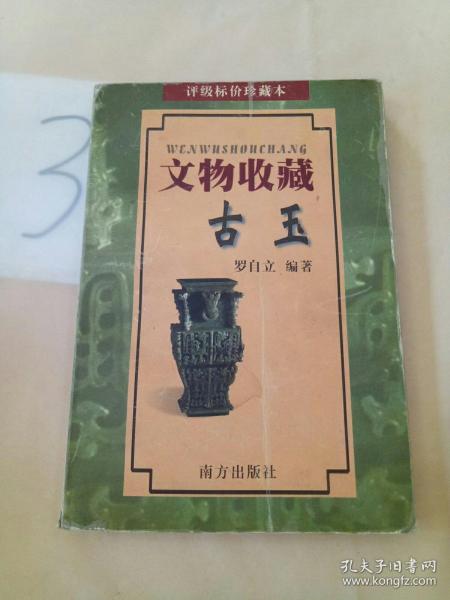 3
评级标价珍藏本
WENWUSHOUCHANG
文物收藏
古玉
罗自立 编著
南方出版社
孔夫子旧书网
www.kongfz.com